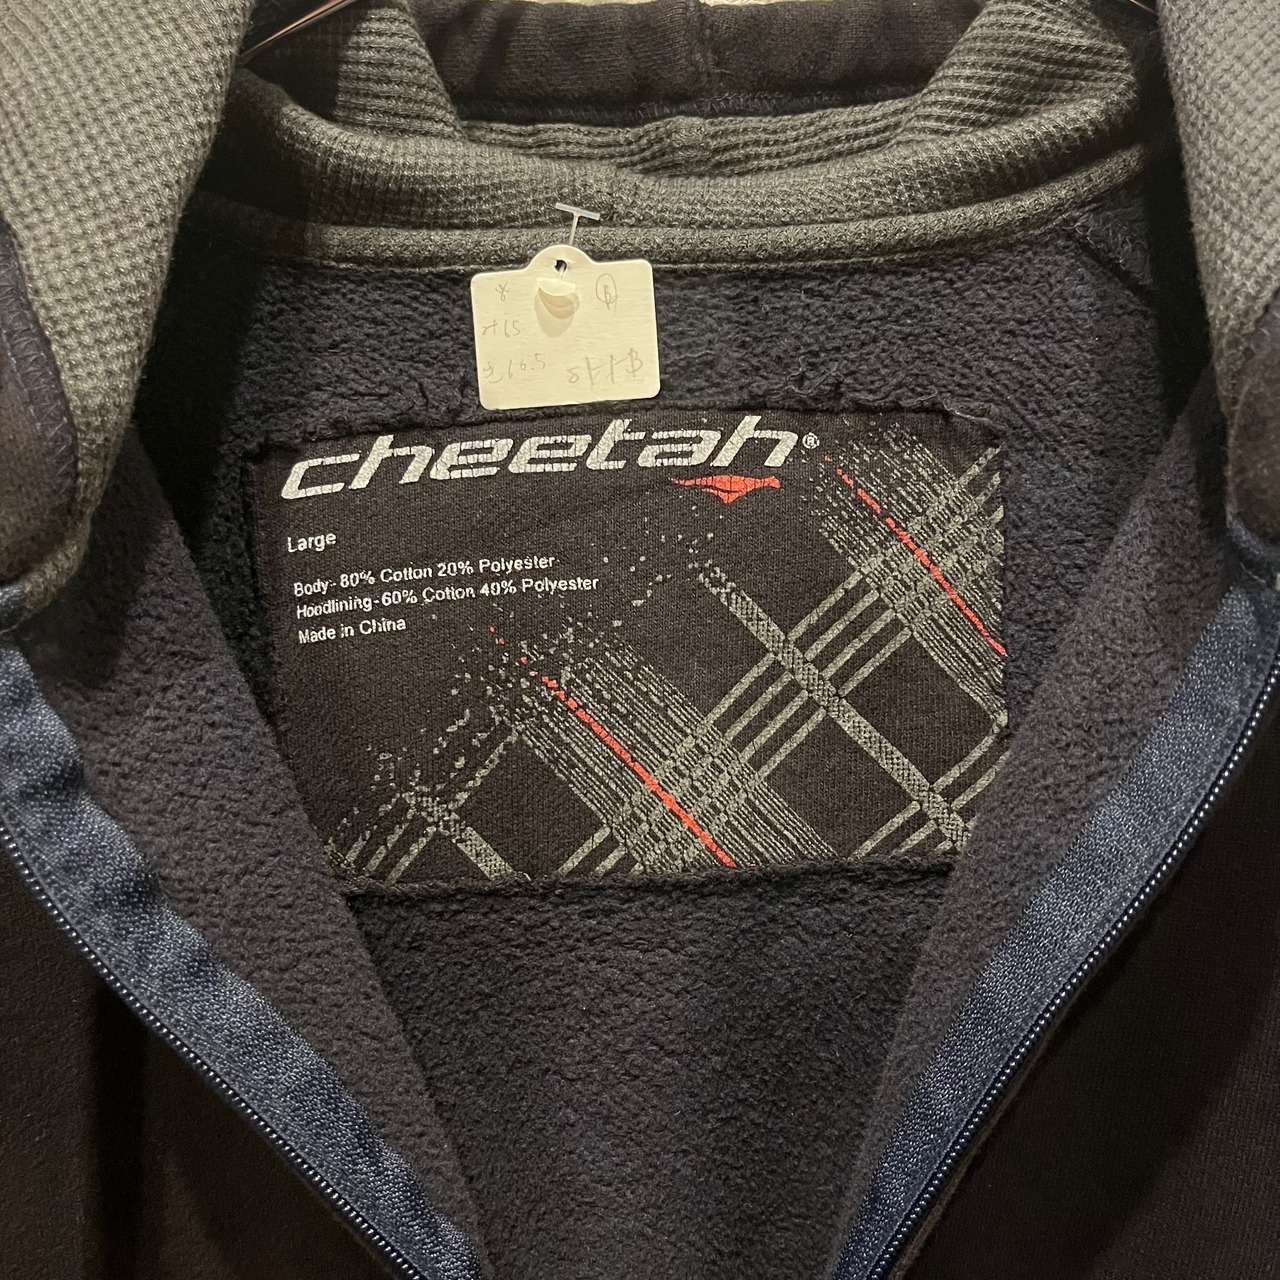 cheetah®
Large
Body-80% Cotton 20% Polyester
Hoodlining-60% Cotton 40% Polyester
Made in China